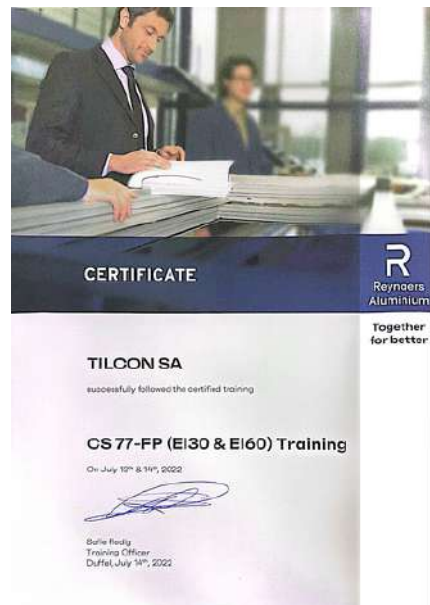 CERTIFICATE
R
Reynaers
Aluminium
Together
for better
TILCON SA
successfully followed the certified training
CS 77-FP (EI30 & EI60) Training
On July 13th & 14th, 2022
Training Officer
Duffel, July 14th, 2022